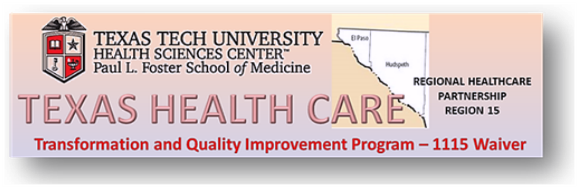 TEXAS TECH UNIVERSITY
HEALTH SCIENCES CENTER™
Paul L. Foster School of Medicine
El Paso
Hudspeth
REGIONAL HEALTHCARE
PARTNERSHIP
REGION 15
TEXAS HEALTH CARE
Transformation and Quality Improvement Program – 1115 Waiver